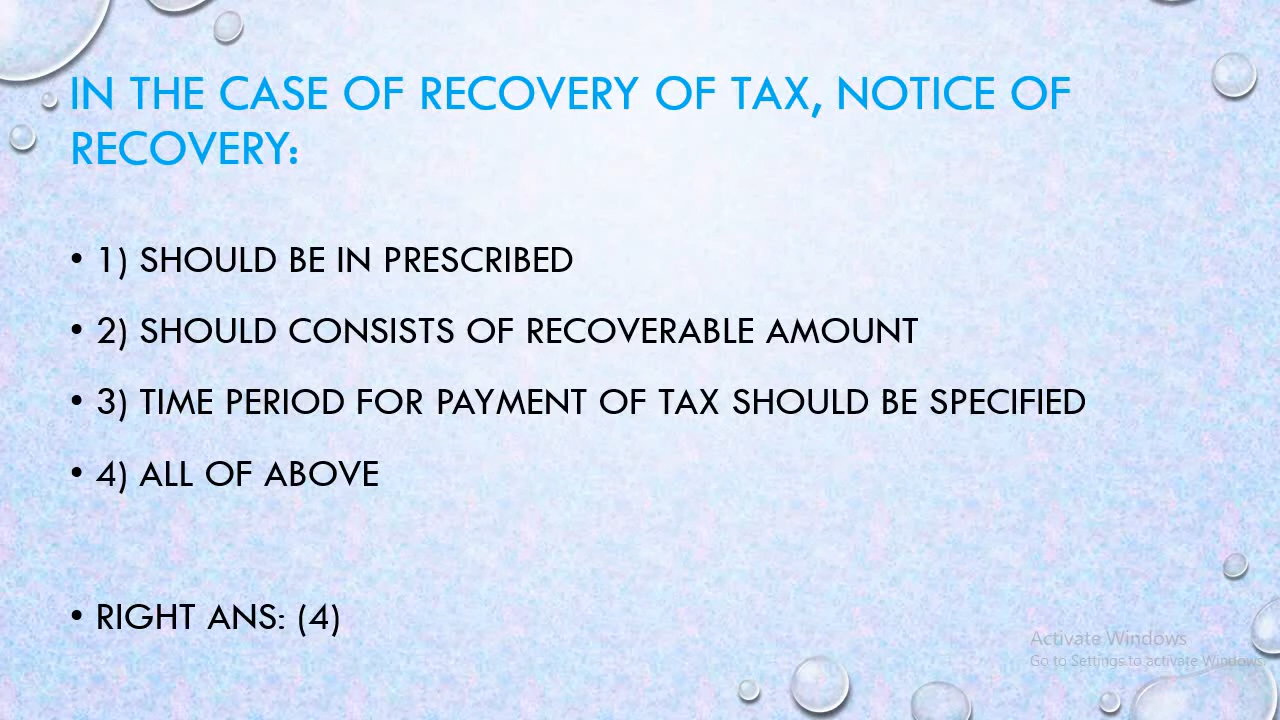 IN THE CASE OF RECOVERY OF TAX, NOTICE OF
RECOVERY:
• 1) SHOULD BE IN PRESCRIBED
• 2) SHOULD CONSISTS OF RECOVERABLE AMOUNT
• 3) TIME PERIOD FOR PAYMENT OF TAX SHOULD BE SPECIFIED
• 4) ALL OF ABOVE
• RIGHT ANS: (4)
Activate Windows
Go to Settings to activate Windows.